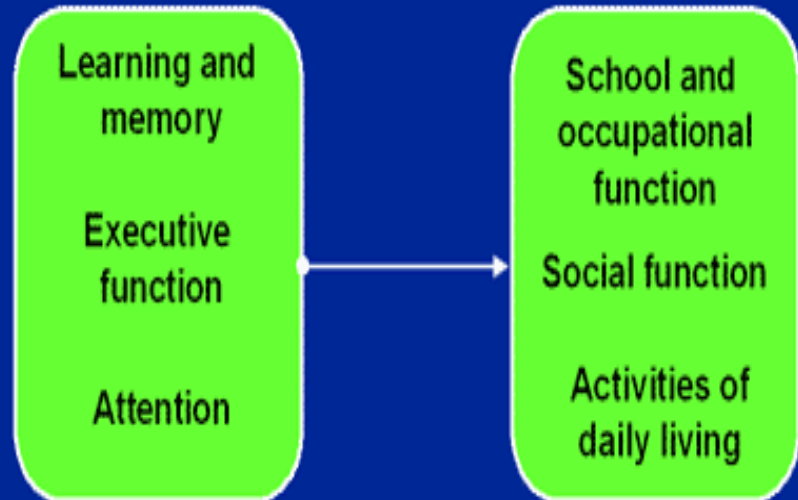 Learning and
memory
Executive
function
Attention
School and
occupational
function
Social function
Activities of
daily living